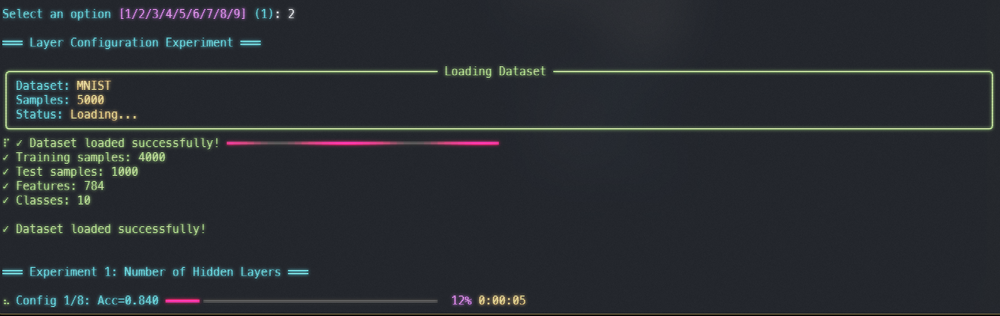 Select an option [1/2/3/4/5/6/7/8/9] (1): 2
═══ Layer Configuration Experiment ═══
Loading Dataset
Dataset: MNIST
Samples: 5000
Status: Loading...
✓ Dataset loaded successfully!
✓ Training samples: 4000
✓ Test samples: 1000
✓ Features: 784
✓ Classes: 10
✓ Dataset loaded successfully!
═══ Experiment 1: Number of Hidden Layers ═══
Config 1/8: Acc=0.840 12% 0:00:05